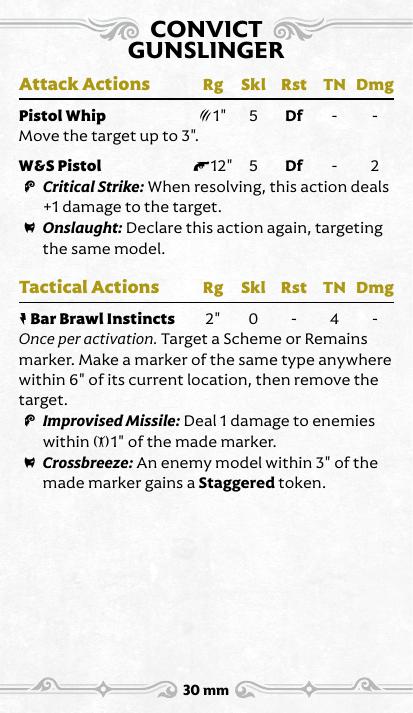 CONVICT
GUNSLINGER
Attack Actions Rg Skl Rst TN Dmg
Pistol Whip 1" 5 Df - -
Move the target up to 3".
W&S Pistol 12" 5 Df - 2
Critical Strike: When resolving, this action deals
+1 damage to the target.
Onslaught: Declare this action again, targeting
the same model.
Tactical Actions Rg Skl Rst TN Dmg
Bar Brawl Instincts 2" 0 - 4 -
Once per activation. Target a Scheme or Remains
marker. Make a marker of the same type anywhere
within 6" of its current location, then remove the
target.
Improvised Missile: Deal 1 damage to enemies
within 1" of the made marker.
Crossbreeze: An enemy model within 3" of the
made marker gains a Staggered token.
30 mm